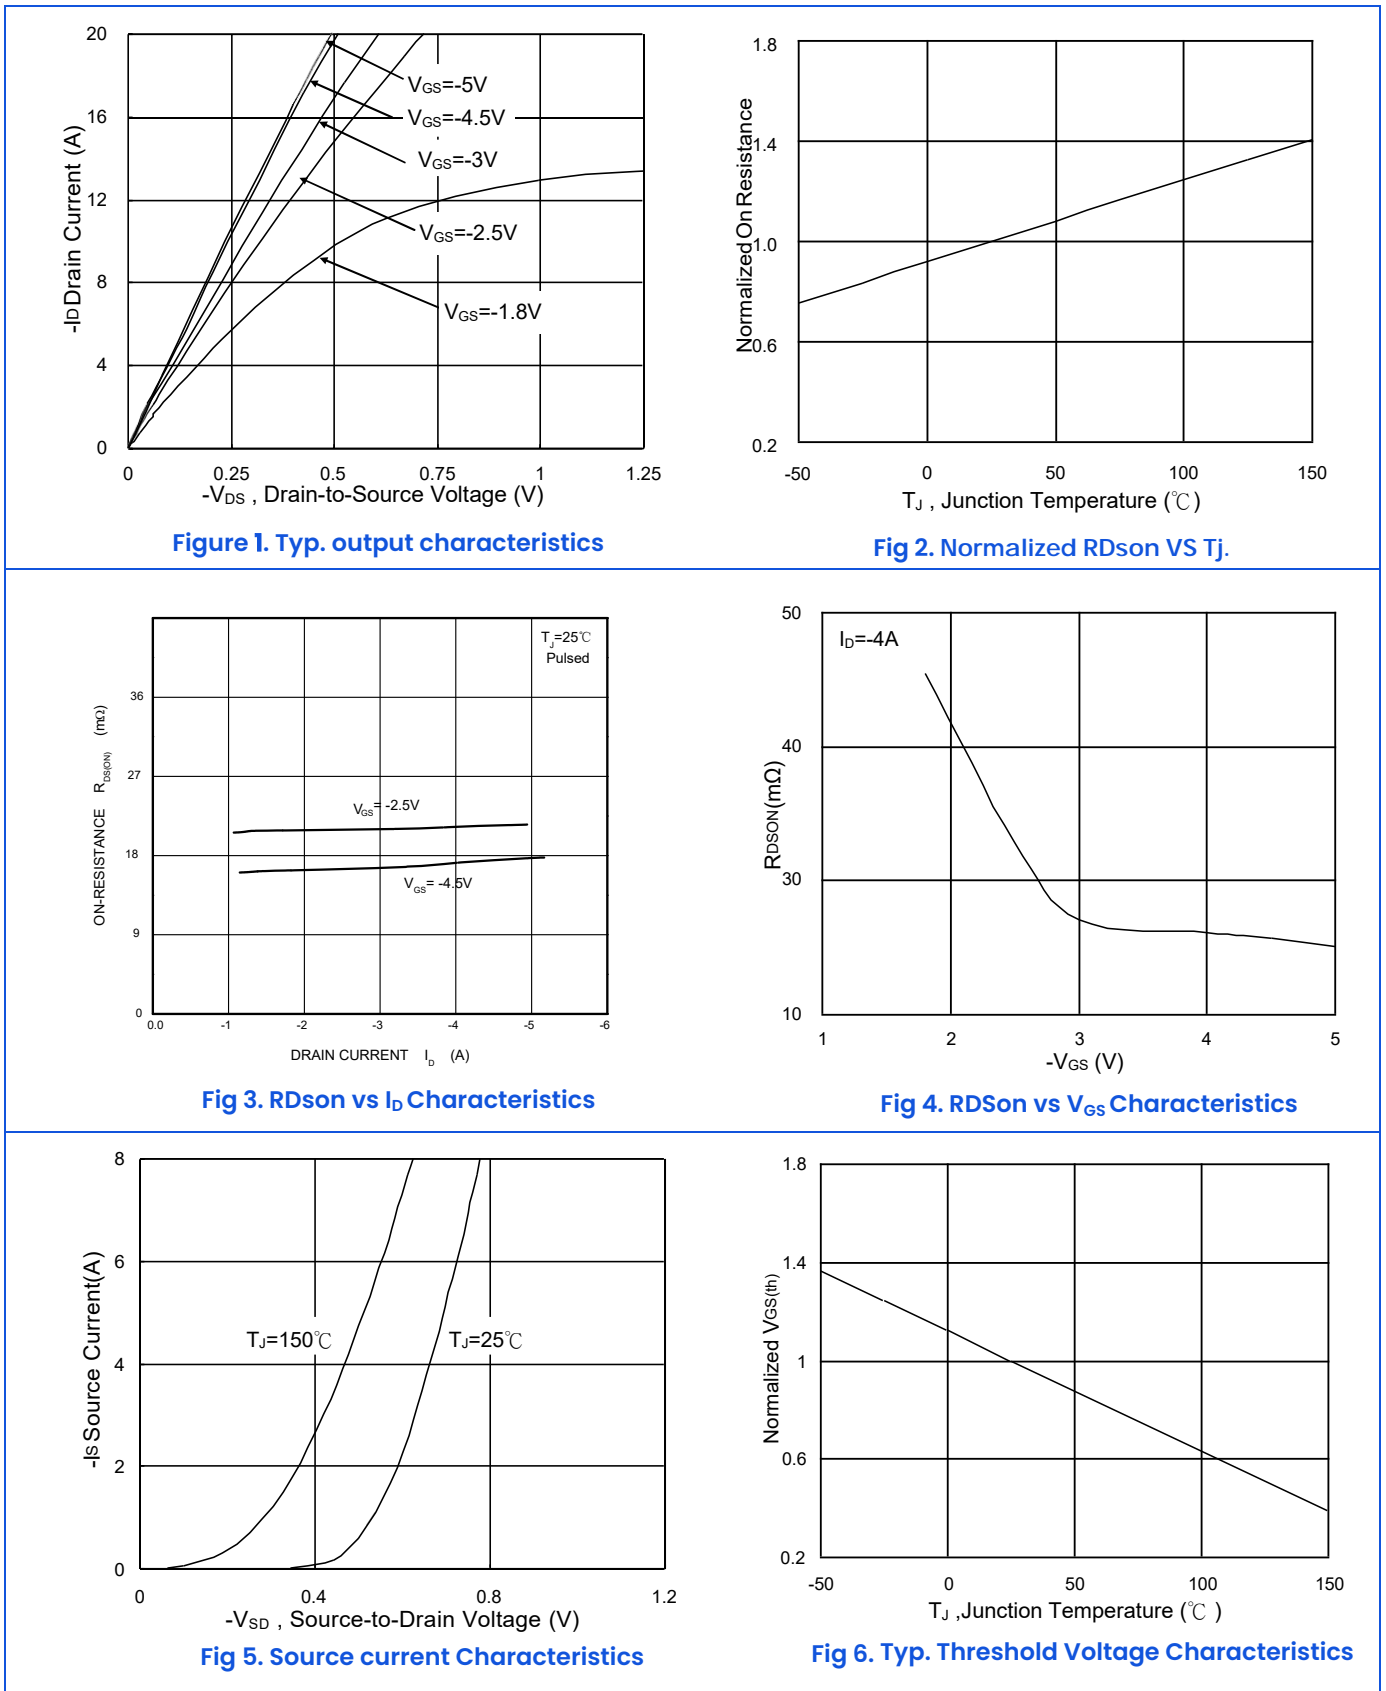 20
16
12
8
4
0
-ID Drain Current (A)
VGS=-5V
VGS=-4.5V
VGS=-3V
VGS=-2.5V
VGS=-1.8V
0 0.25 0.5 0.75 1 1.25
-VDS , Drain-to-Source Voltage (V)
Figure 1. Typ. output characteristics
1.8
1.4
1.0
0.6
0.2
Normalized On Resistance
-50 0 50 100 150
TJ , Junction Temperature (℃)
Fig 2. Normalized RDson VS Tj.
TJ=25℃
Pulsed
36
27
18
9
0
ON-RESISTANCE RDS(ON) (mΩ)
VGS= -2.5V
VGS= -4.5V
0.0 -1 -2 -3 -4 -5 -6
DRAIN CURRENT ID (A)
Fig 3. RDson vs ID Characteristics
50
40
30
10
RDSON(mΩ)
ID=-4A
1 2 3 4 5
-VGS (V)
Fig 4. RDSon vs VGS Characteristics
8
6
4
2
0
-IS Source Current(A)
TJ=150℃
TJ=25℃
0 0.4 0.8 1.2
-VSD , Source-to-Drain Voltage (V)
Fig 5. Source current Characteristics
1.8
1.4
1
0.6
0.2
Normalized VGS(th)
-50 0 50 100 150
TJ ,Junction Temperature (℃ )
Fig 6. Typ. Threshold Voltage Characteristics